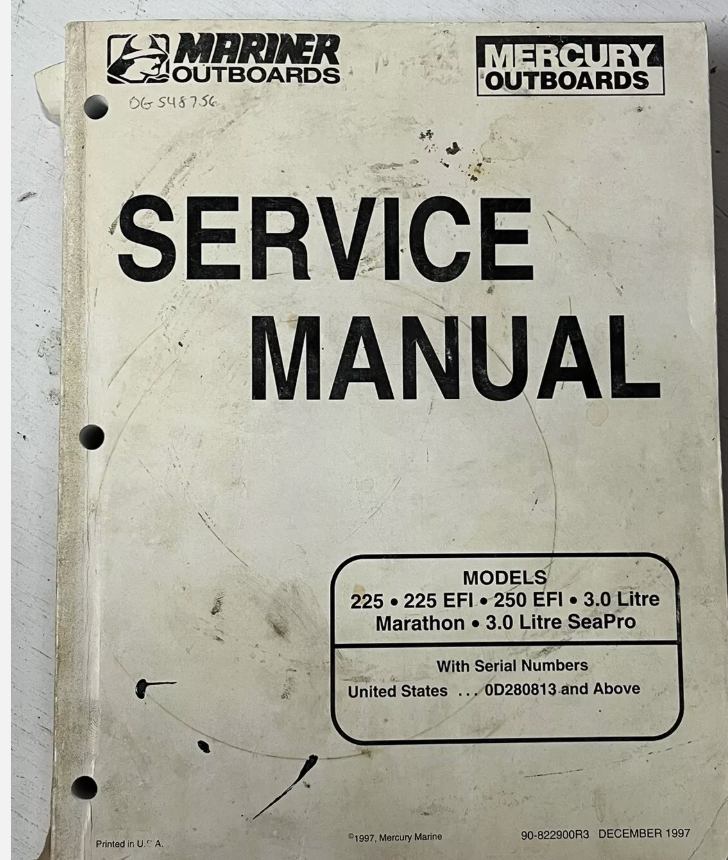 MARINER
OUTBOARDS
MERCURY
OUTBOARDS
OG 548756
SERVICE
MANUAL
MODELS
225 • 225 EFI • 250 EFI • 3.0 Litre
Marathon • 3.0 Litre SeaPro
With Serial Numbers
United States ... 0D280813 and Above
©1997, Mercury Marine
90-822900R3 DECEMBER 1997
Printed in U.S.A.